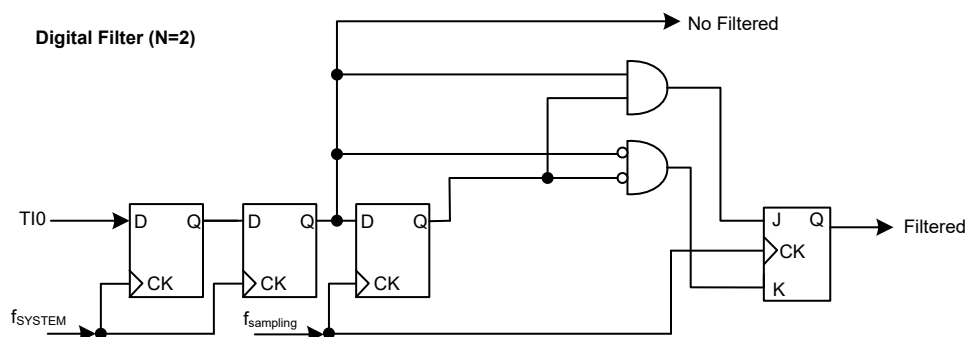 Digital Filter (N=2)
No Filtered
TI0
D Q
CK
D Q
CK
D Q
CK
J Q
CK
K
Filtered
fSYSTEM
fsampling